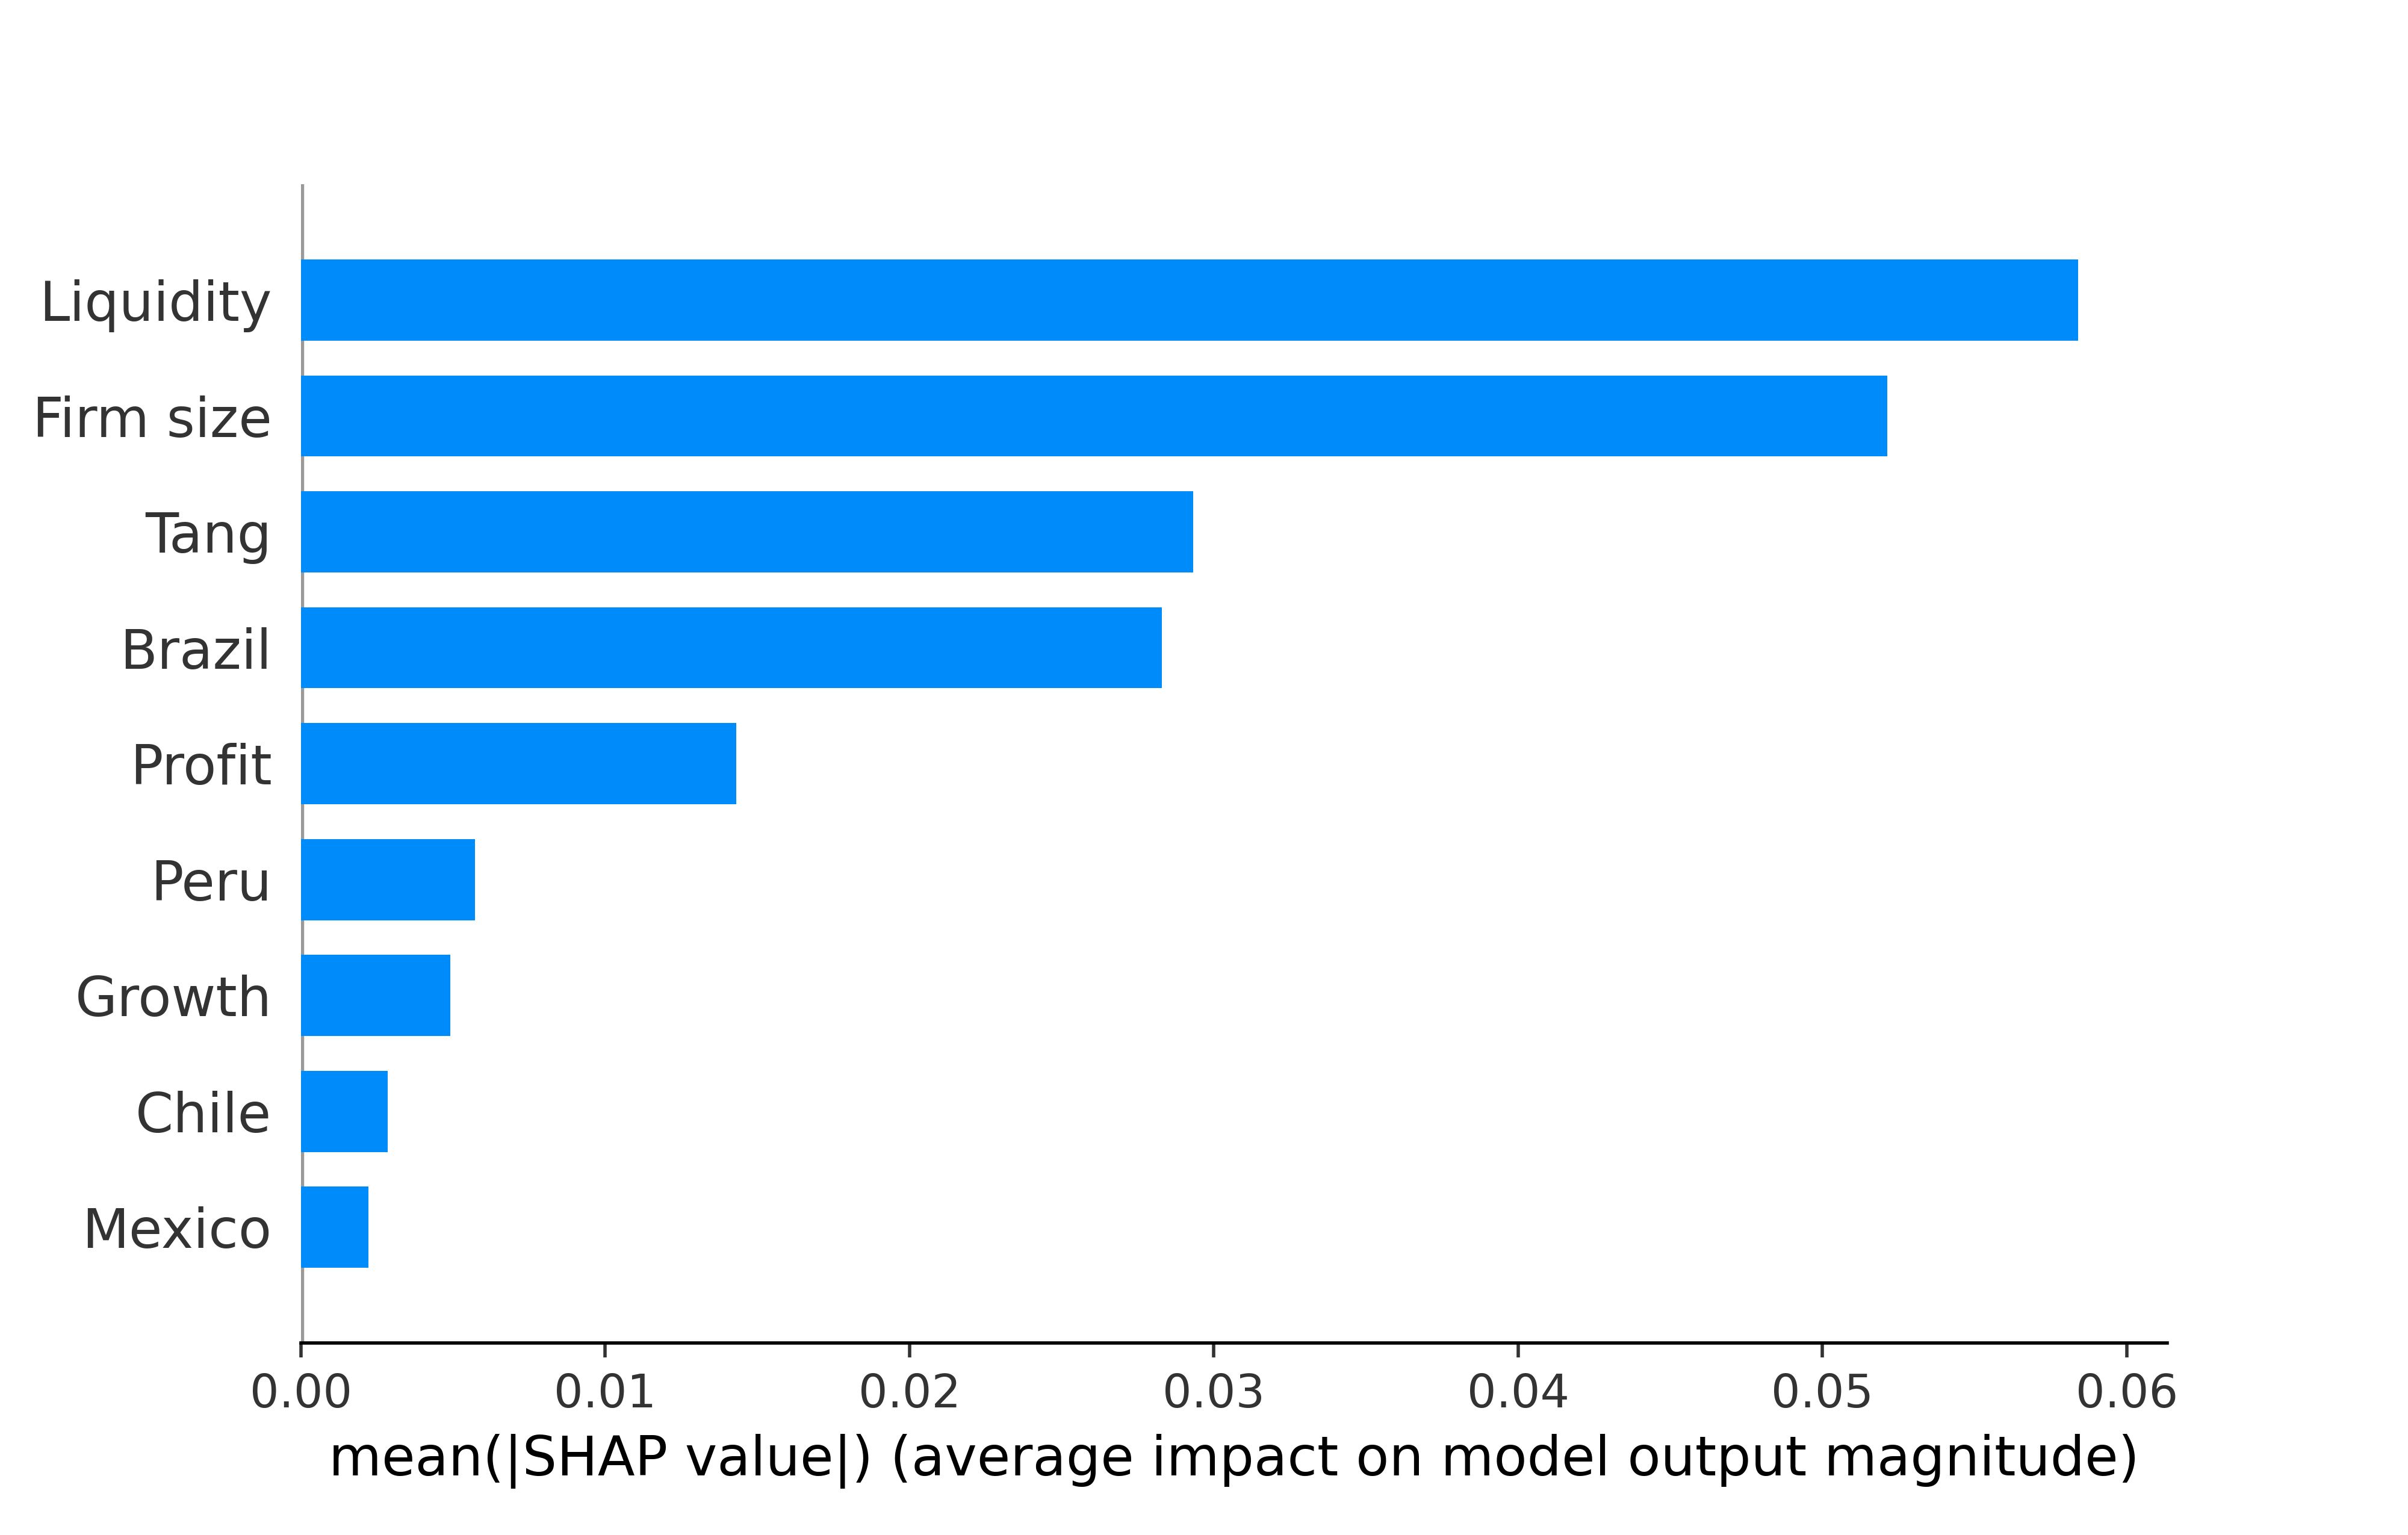 Liquidity
Firm size
Tang
Brazil
Profit
Peru
Growth
Chile
Mexico
0.00 0.01 0.02 0.03 0.04 0.05 0.06
mean(|SHAP value|) (average impact on model output magnitude)